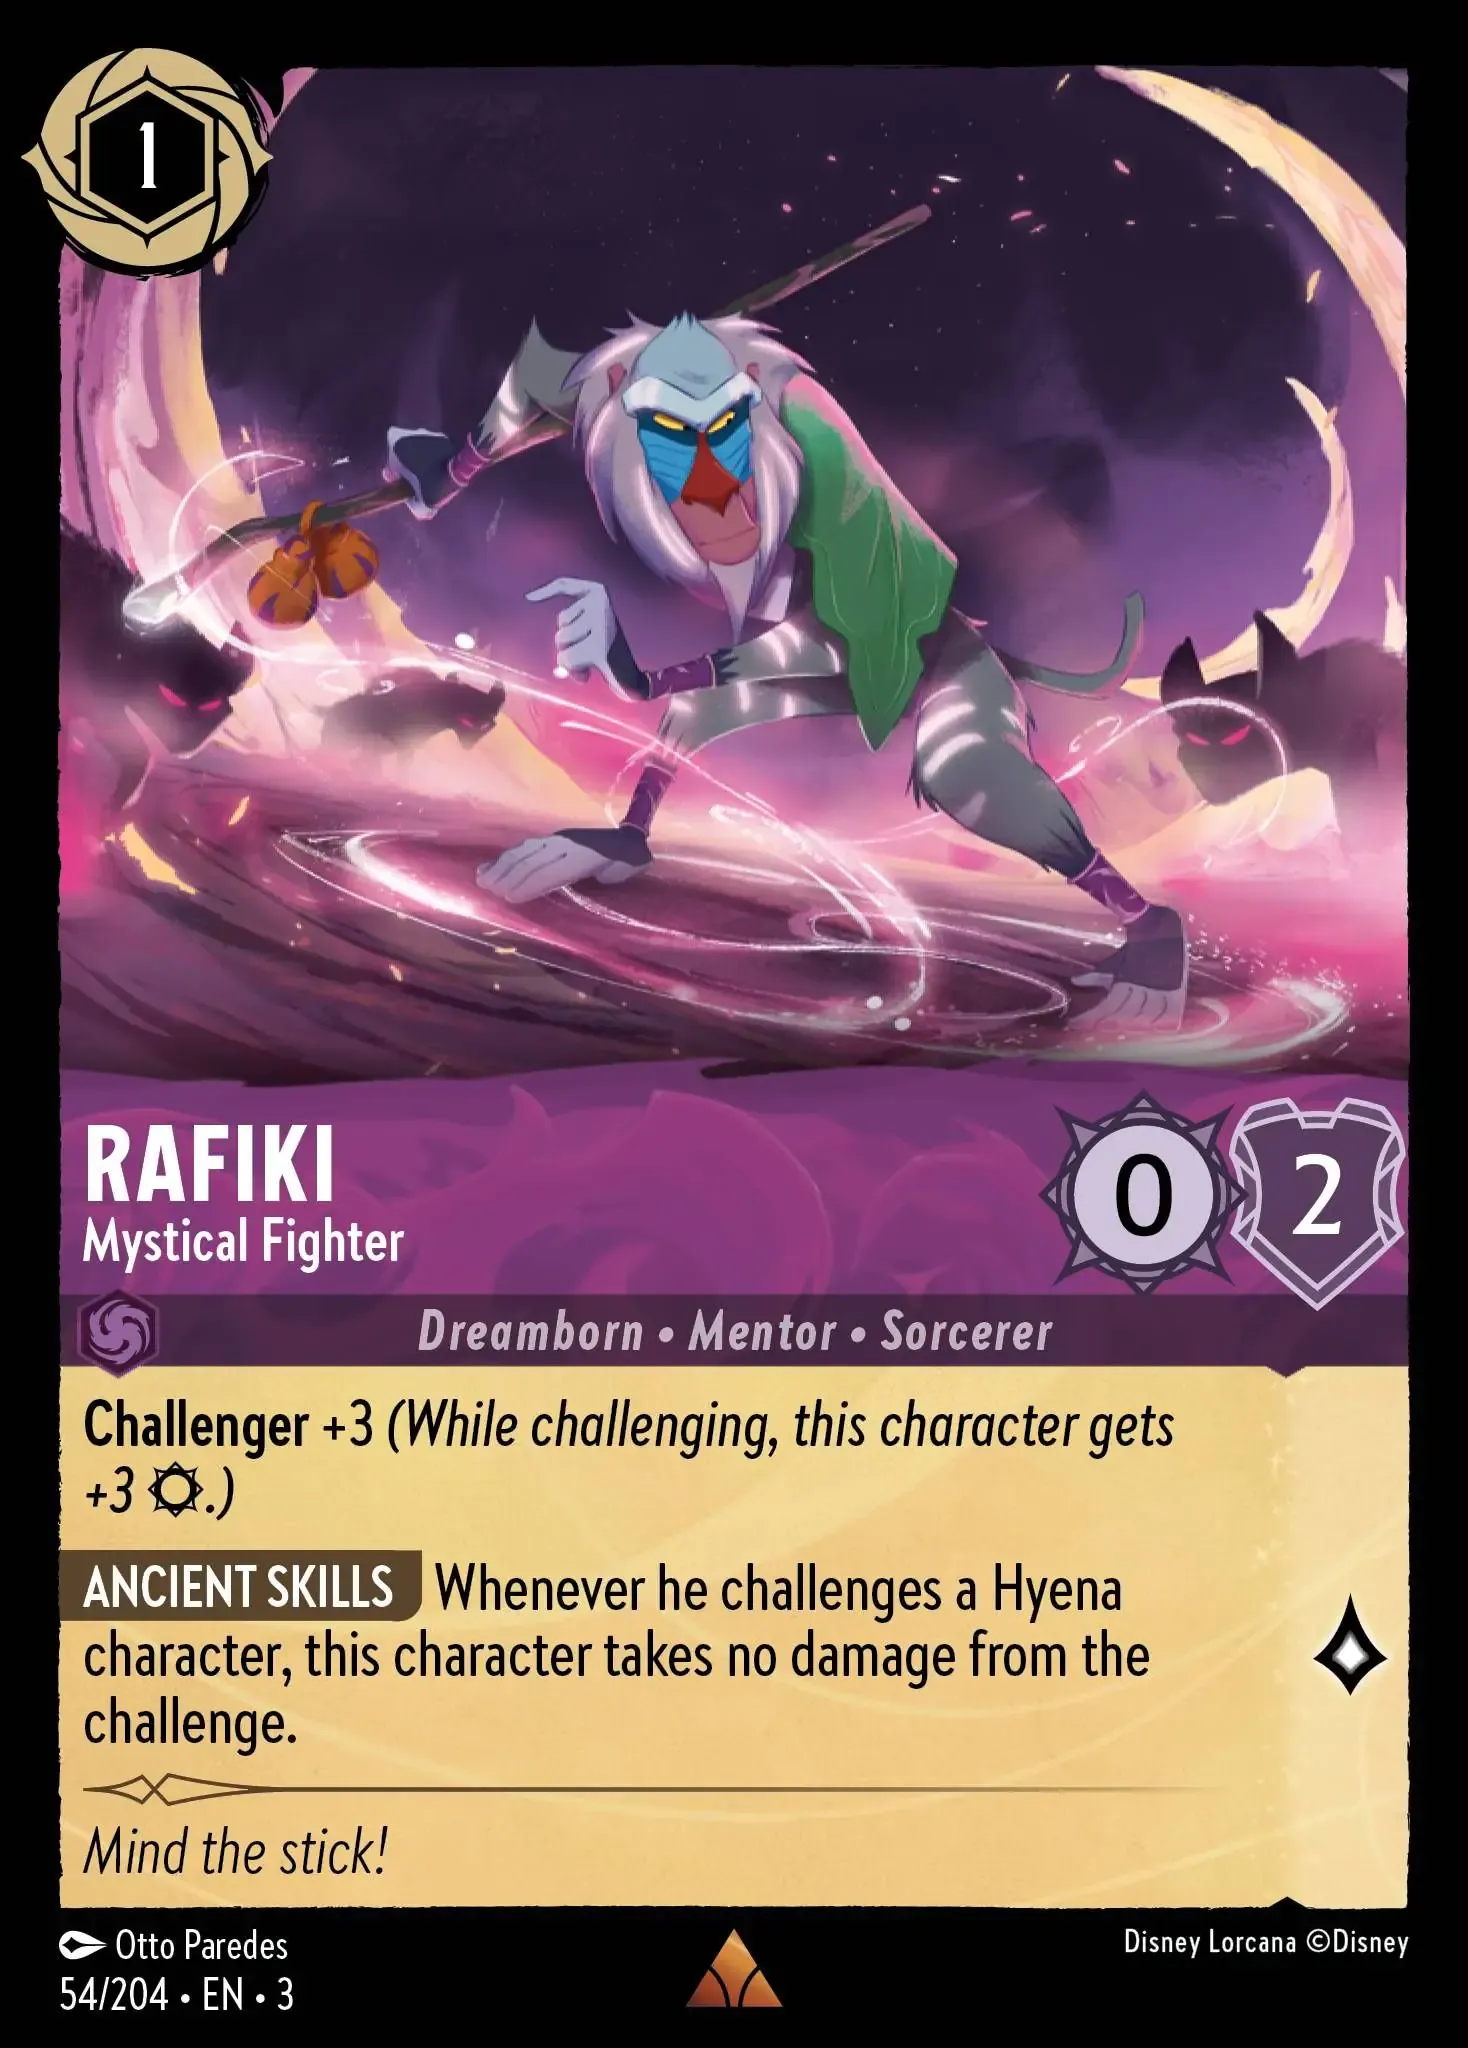 1
RAFIKI
Mystical Fighter
0
2
Dreamborn • Mentor • Sorcerer
Challenger +3 (While challenging, this character gets
+3 .)
ANCIENT SKILLS Whenever he challenges a Hyena
character, this character takes no damage from the
challenge.
Mind the stick!
Otto Paredes
54/204 • EN • 3
Disney Lorcana ©Disney